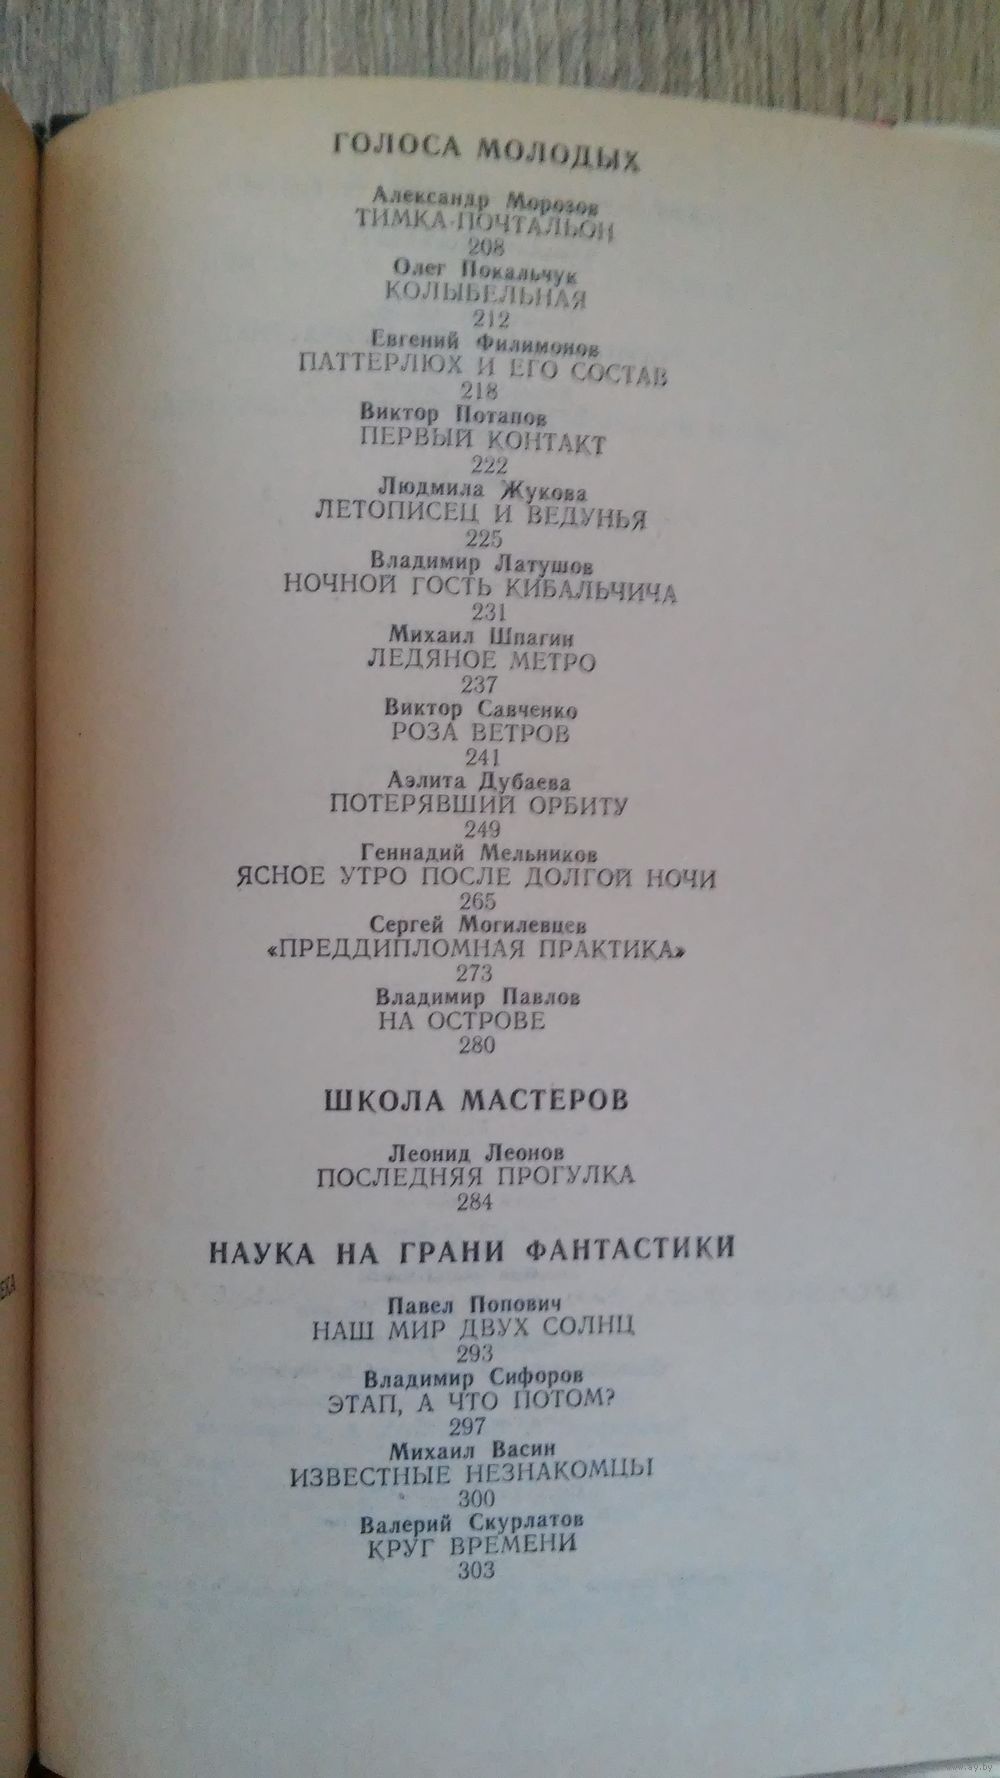 ГОЛОСА МОЛОДЫХ
Александр Морозов
ТИМКА-ПОЧТАЛЬОН
208
Олег Покальчук
КОЛЫБЕЛЬНАЯ
212
Евгений Филимонов
ПАТТЕРЛЮХ И ЕГО СОСТАВ
218
Виктор Потапов
ПЕРВЫЙ КОНТАКТ
222
Людмила Жукова
ЛЕТОПИСЕЦ И ВЕДУНЬЯ
225
Владимир Латушов
НОЧНОЙ ГОСТЬ КИБАЛЬЧИЧА
231
Михаил Шпагин
ЛЕДЯНОЕ МЕТРО
237
Виктор Савченко
РОЗА ВЕТРОВ
241
Аэлита Дубаева
ПОТЕРЯВШИЙ ОРБИТУ
249
Геннадий Мельников
ЯСНОЕ УТРО ПОСЛЕ ДОЛГОЙ НОЧИ
265
Сергей Могилевцев
«ПРЕДДИПЛОМНАЯ ПРАКТИКА»
273
Владимир Павлов
НА ОСТРОВЕ
280
ШКОЛА МАСТЕРОВ
Леонид Леонов
ПОСЛЕДНЯЯ ПРОГУЛКА
284
НАУКА НА ГРАНИ ФАНТАСТИКИ
Павел Попович
НАШ МИР ДВУХ СОЛНЦ
293
Владимир Сифоров
ЭТАП, А ЧТО ПОТОМ?
297
Михаил Васин
ИЗВЕСТНЫЕ НЕЗНАКОМЦЫ
300
Валерий Скурлатов
КРУГ ВРЕМЕНИ
303
www.ay.by